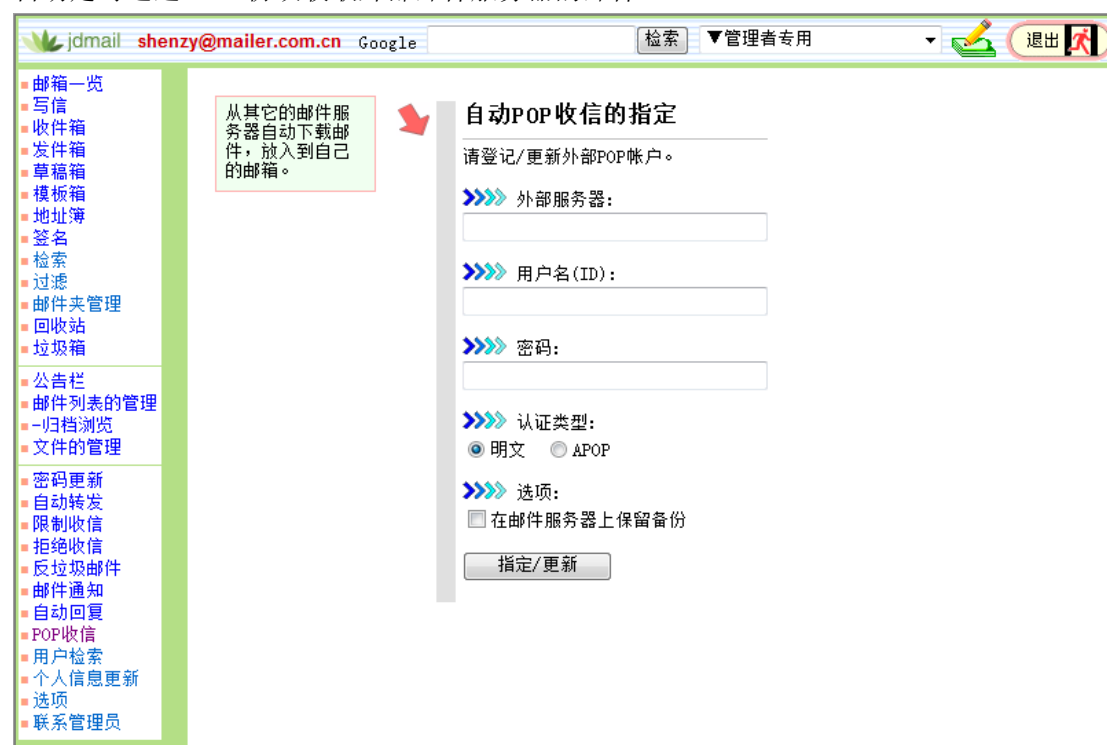 jdmail shenzy@mailer.com.cn Google 检索 ▼管理者专用 退出
邮箱一览
写信
收件箱
发件箱
草稿箱
模板箱
地址簿
签名
检索
过滤
邮件夹管理
回收站
垃圾箱
公告栏
邮件列表的管理
-归档浏览
文件的管理
密码更新
自动转发
限制收信
拒绝收信
反垃圾邮件
邮件通知
自动回复
POP收信
用户检索
个人信息更新
选项
联系管理员
从其它的邮件服
务器自动下载邮
件，放入到自己
的邮箱。
自动POP收信的指定
请登记/更新外部POP帐户。
外部服务器:
用户名(ID):
密码:
认证类型:
明文 APOP
选项:
在邮件服务器上保留备份
指定/更新